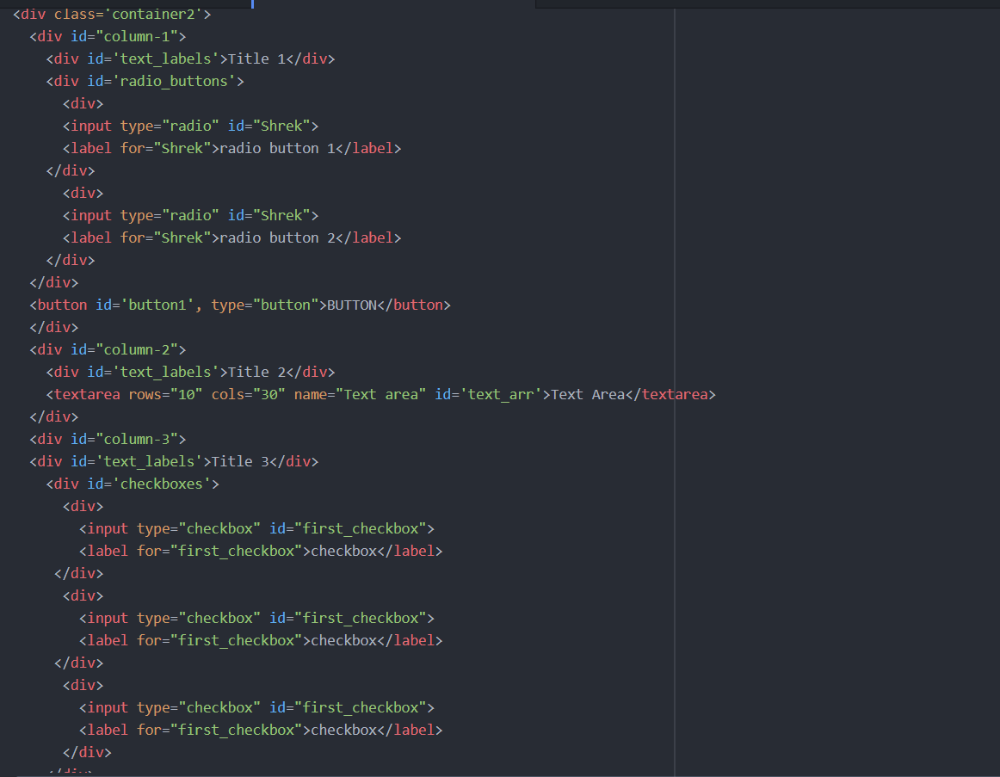 <div class='container2'>
<div id="column-1">
<div id='text_labels'>Title 1</div>
<div id='radio_buttons'>
<div>
<input type="radio" id="Shrek">
<label for="Shrek">radio button 1</label>
</div>
<div>
<input type="radio" id="Shrek">
<label for="Shrek">radio button 2</label>
</div>
</div>
<button id='button1', type="button">BUTTON</button>
</div>
<div id="column-2">
<div id='text_labels'>Title 2</div>
<textarea rows="10" cols="30" name="Text area" id='text_arr'>Text Area</textarea>
</div>
<div id="column-3">
<div id='text_labels'>Title 3</div>
<div id='checkboxes'>
<div>
<input type="checkbox" id="first_checkbox">
<label for="first_checkbox">checkbox</label>
</div>
<div>
<input type="checkbox" id="first_checkbox">
<label for="first_checkbox">checkbox</label>
</div>
<div>
<input type="checkbox" id="first_checkbox">
<label for="first_checkbox">checkbox</label>
</div>